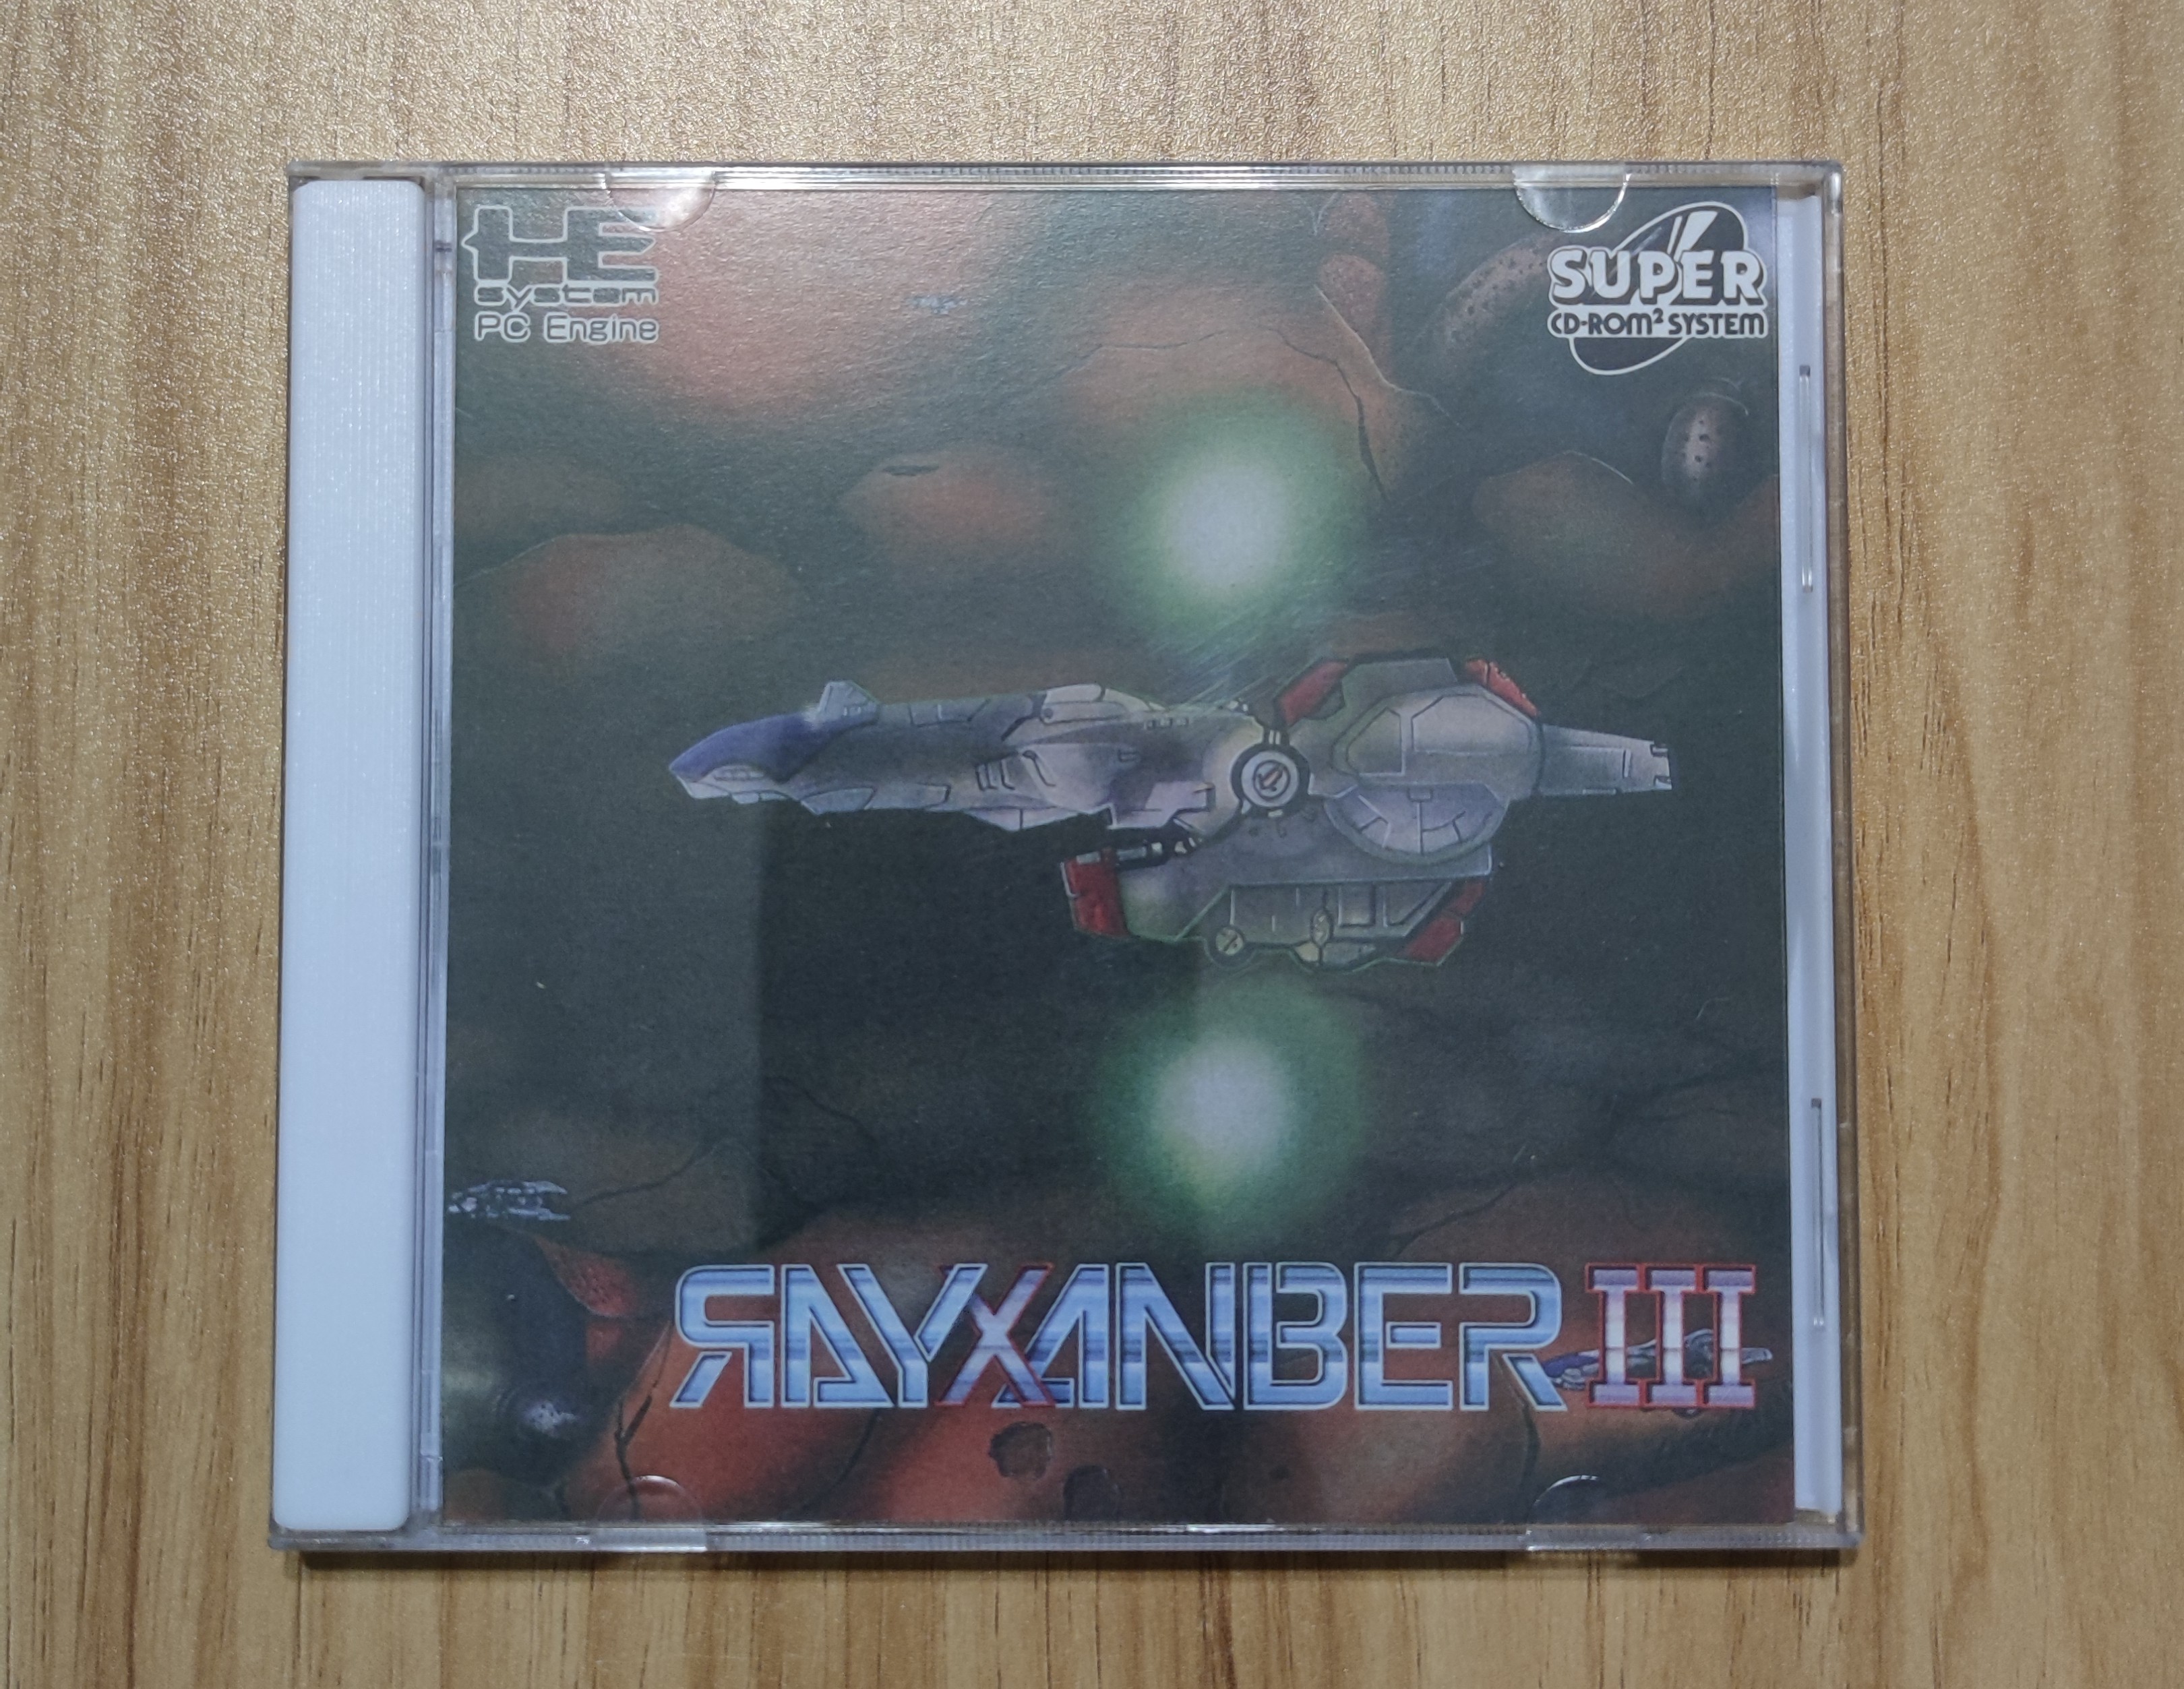 HE
system
PC Engine
SUPER
CD-ROM² SYSTEM
RAYXANBER III